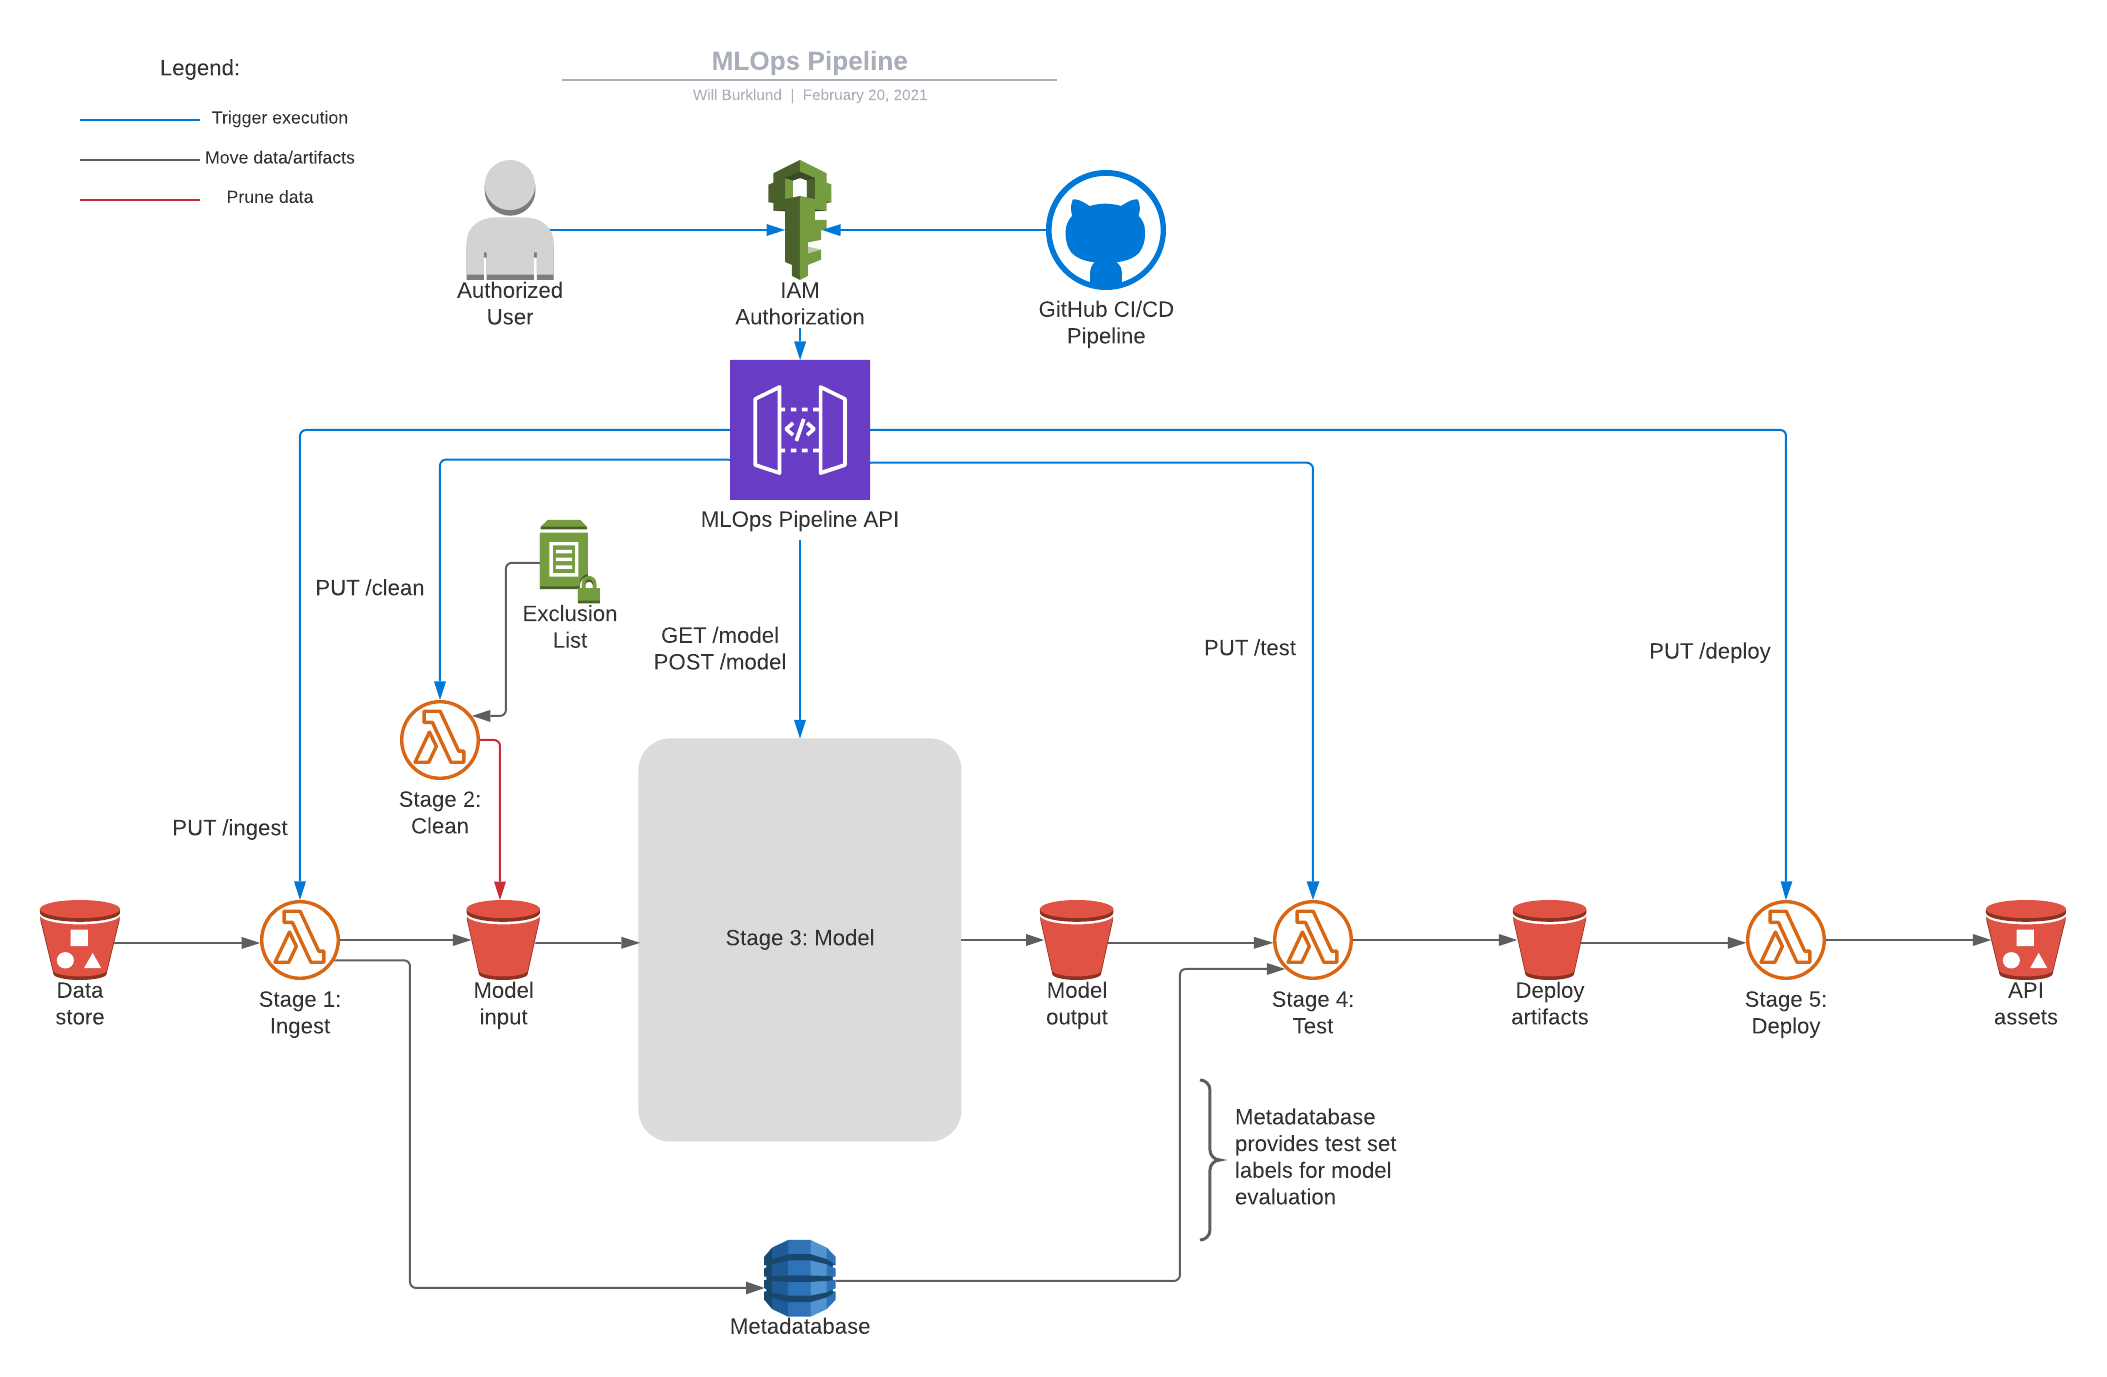 MLOps Pipeline
Will Burklund | February 20, 2021
Legend:
Trigger execution
Move data/artifacts
Prune data
Authorized
User
IAM
Authorization
GitHub CI/CD
Pipeline
MLOps Pipeline API
PUT /clean
Exclusion
List
GET /model
POST /model
PUT /test
PUT /deploy
Stage 2:
Clean
PUT /ingest
Data
store
Stage 1:
Ingest
Model
input
Stage 3: Model
Model
output
Stage 4:
Test
Deploy
artifacts
Stage 5:
Deploy
API
assets
Metadatabase
provides test set
labels for model
evaluation
Metadatabase